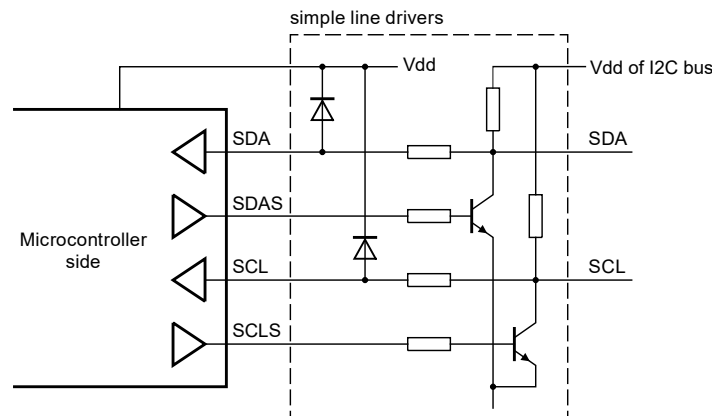 simple line drivers
Vdd
Vdd of I2C bus
SDA
SDA
SDAS
Microcontroller
side
SCL
SCL
SCLS